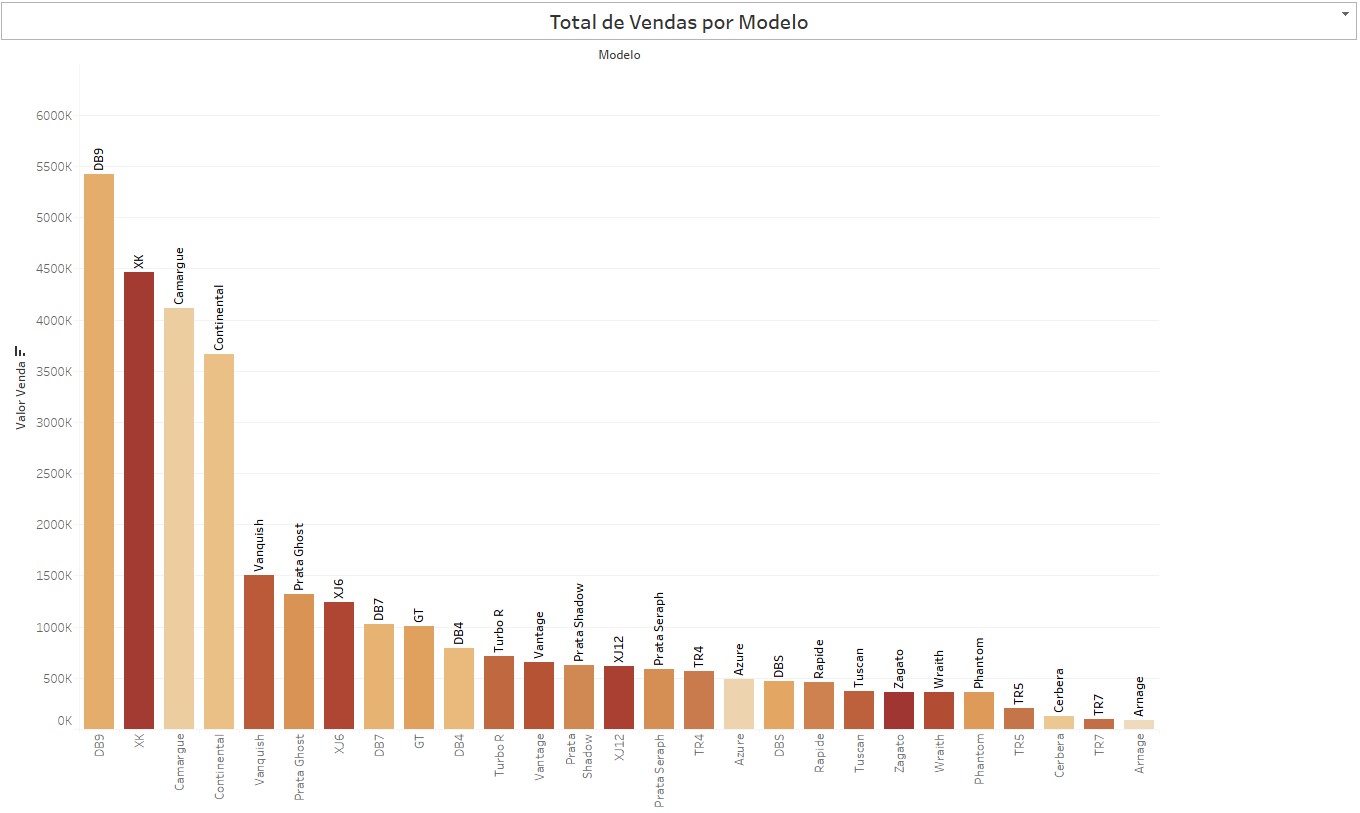 Total de Vendas por Modelo
Modelo
6000K
5500K
5000K
4500K
4000K
3500K
3000K
2500K
2000K
1500K
1000K
500K
0K
Valor Venda
DB9
XK
Camargue
Continental
Vanquish
Prata Ghost
XJ6
DB7
GT
DB4
Turbo R
Vantage
Prata Shadow
XJ12
Prata Seraph
TR4
Azure
DBS
Rapide
Tuscan
Zagato
Wraith
Phantom
TR5
Cerbera
TR7
Arnage
DB9
XK
Camargue
Continental
Vanquish
Prata Ghost
XJ6
DB7
GT
DB4
Turbo R
Vantage
Prata
Shadow
XJ12
Prata Seraph
TR4
Azure
DBS
Rapide
Tuscan
Zagato
Wraith
Phantom
TR5
Cerbera
TR7
Arnage